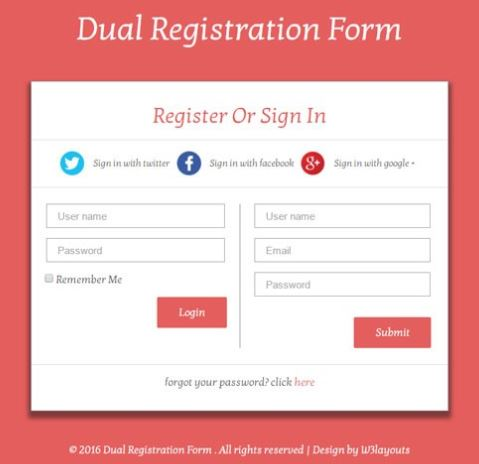 Dual Registration Form
Register Or Sign In
Sign in with twitter
Sign in with facebook
g+ Sign in with google +
User name
Password
Remember Me
Login
User name
Email
Password
Submit
forgot your password? click here
© 2016 Dual Registration Form . All rights reserved | Design by W3layouts